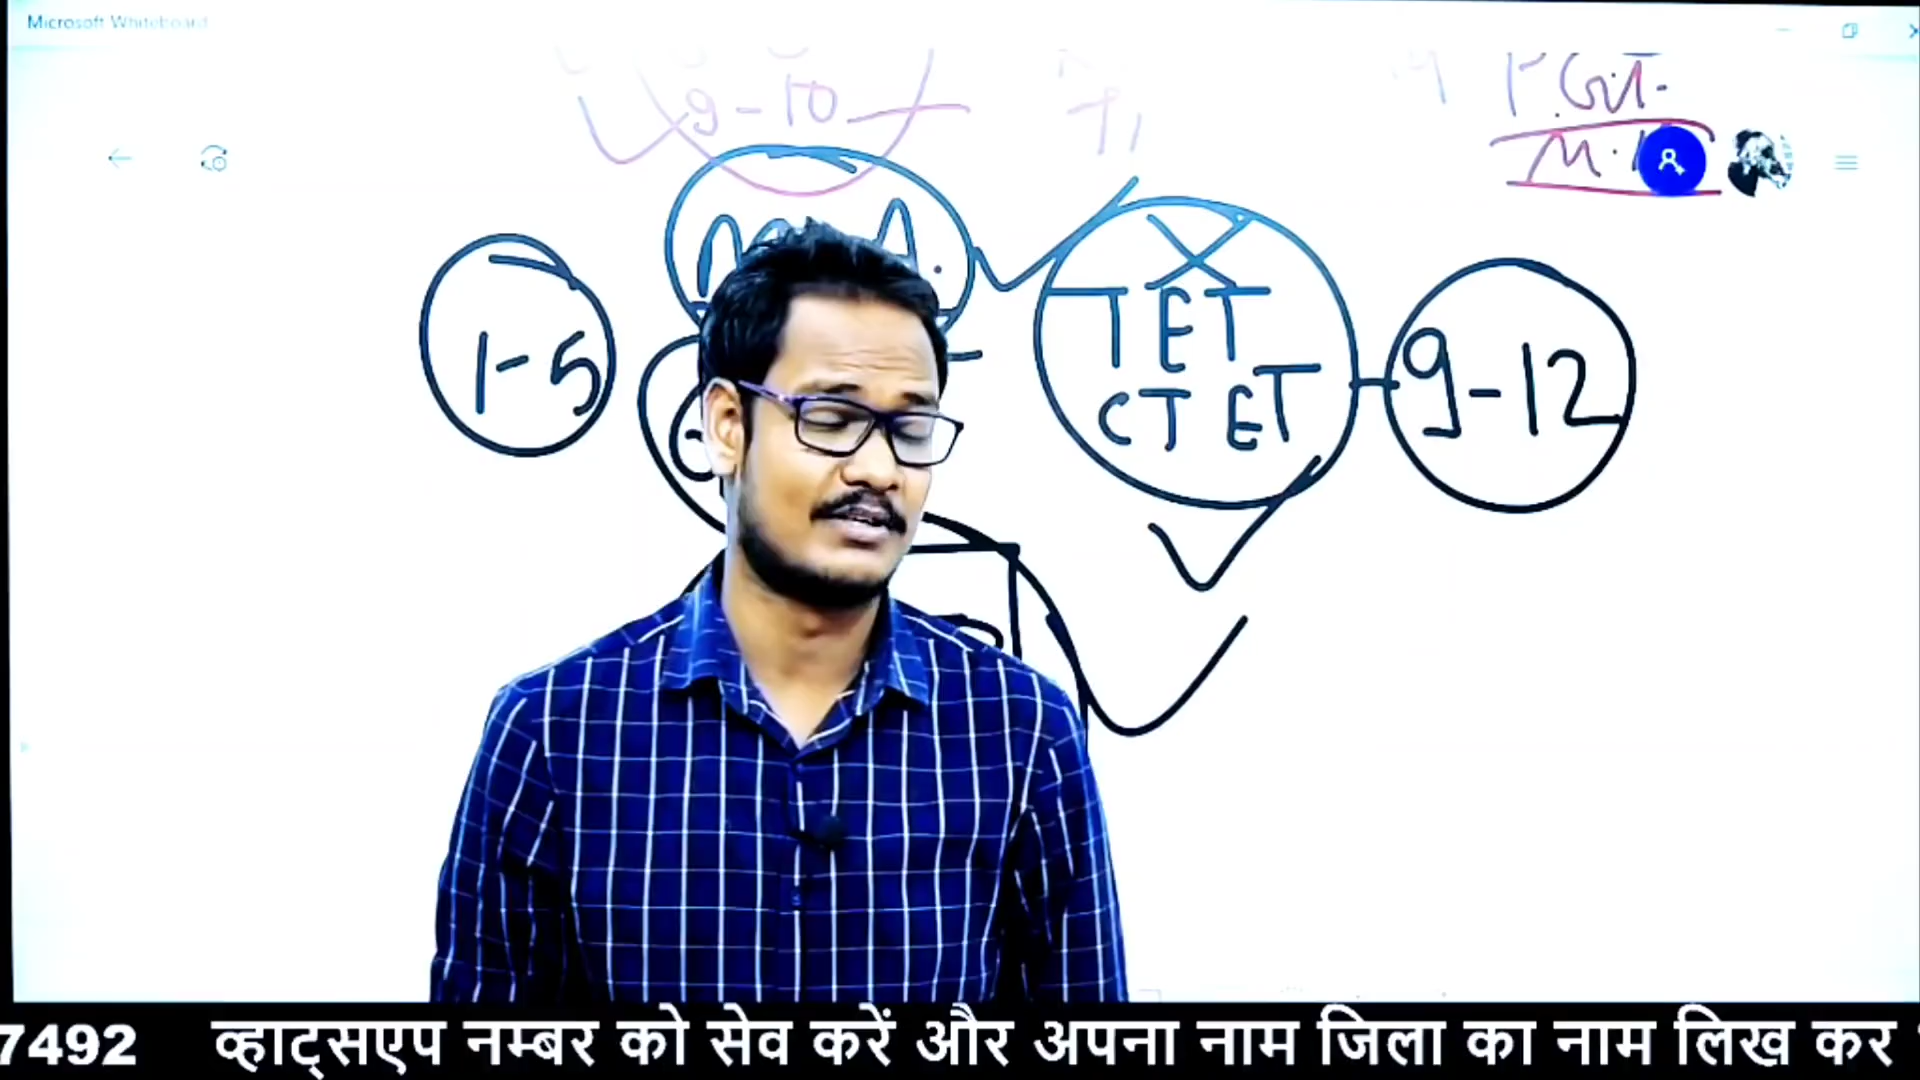 Microsoft Whiteboard
9-10
P.G.T.
M.
M.A.
1-5
TET
CTET
9-12
7492 व्हाट्सएप नम्बर को सेव करें और अपना नाम जिला का नाम लिख कर